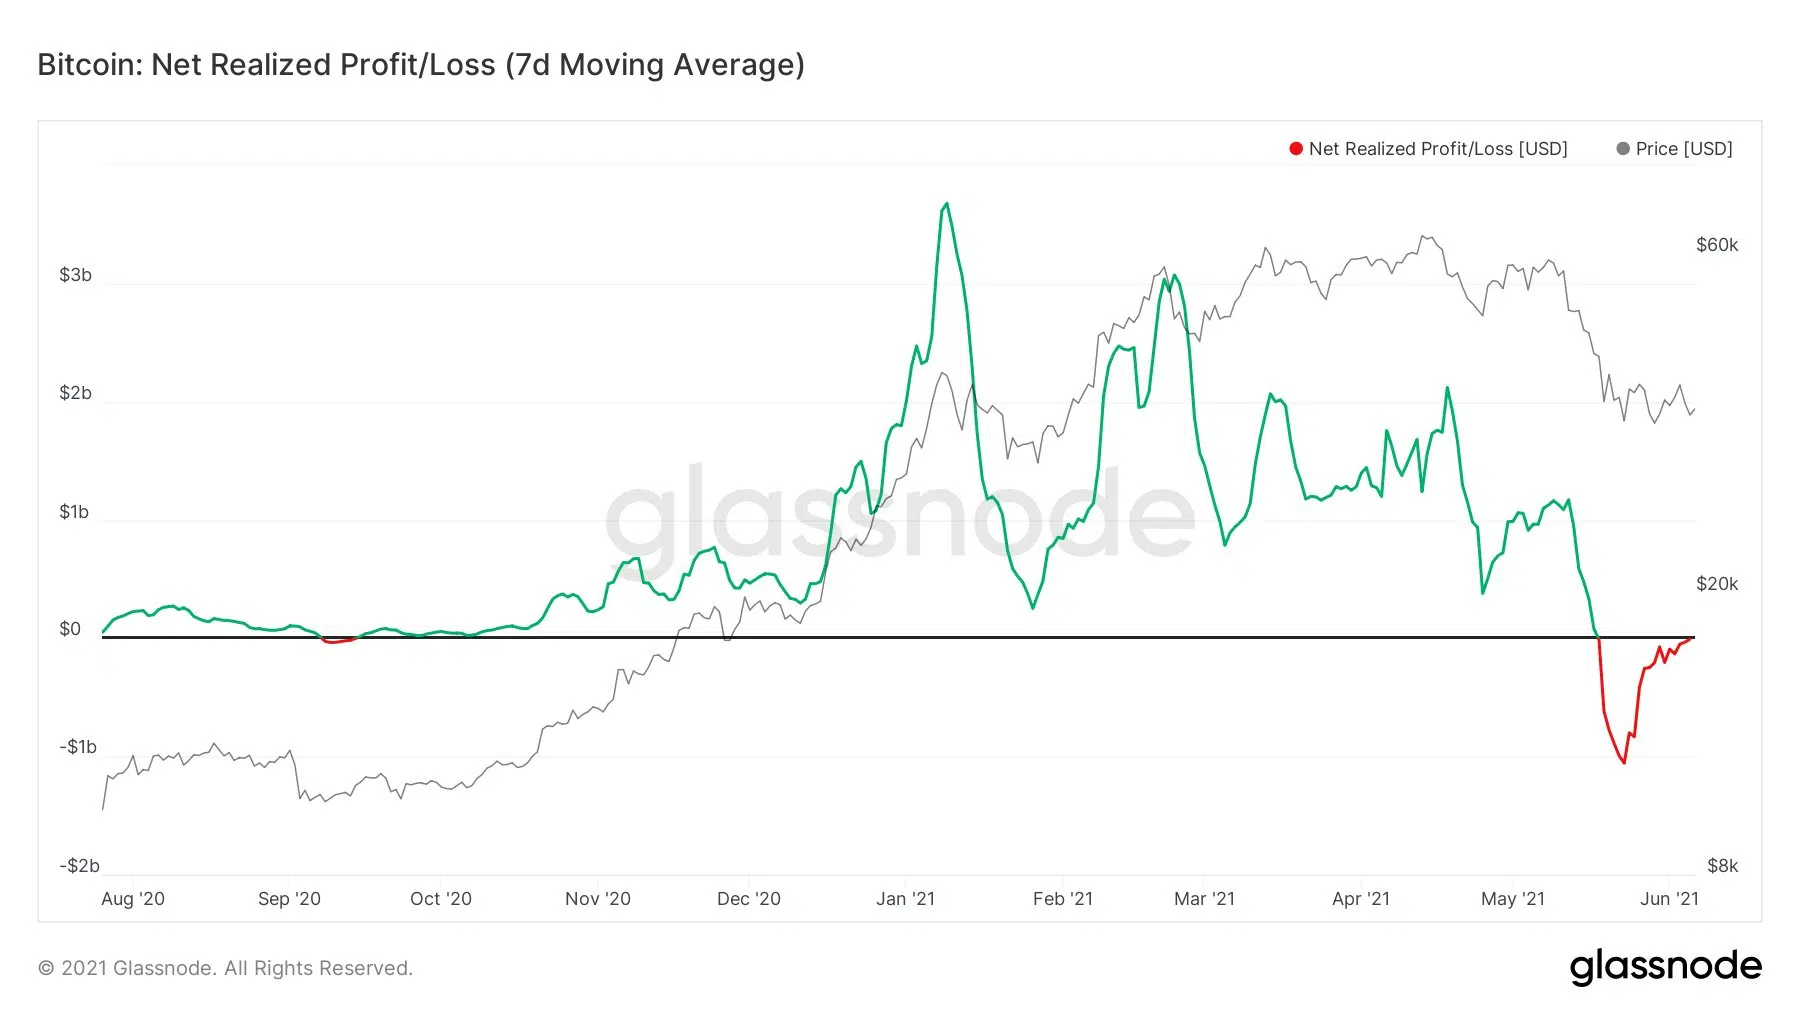 Bitcoin: Net Realized Profit/Loss (7d Moving Average)
Net Realized Profit/Loss [USD] Price [USD]
$60k
$3b
$2b
$1b
glassnode
$20k
$0
-$1b
-$2b
$8k
Aug '20 Sep '20 Oct '20 Nov '20 Dec '20 Jan '21 Feb '21 Mar '21 Apr '21 May '21 Jun '21
© 2021 Glassnode. All Rights Reserved.
glassnode